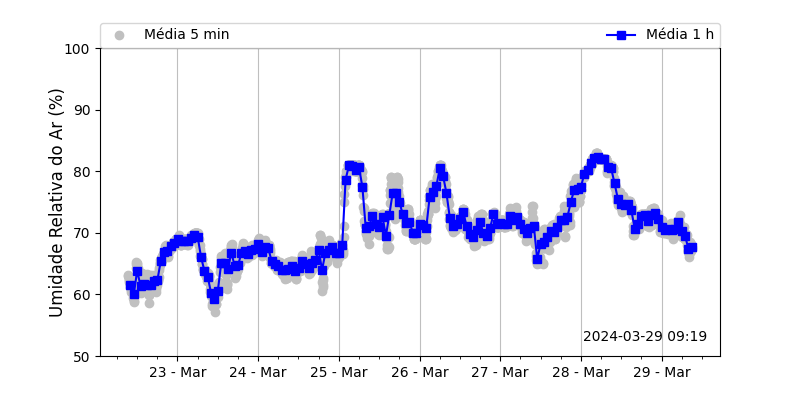 Média 5 min
Média 1 h
Umidade Relativa do Ar (%)
100
90
80
70
60
50
2024-03-29 09:19
23 - Mar
24 - Mar
25 - Mar
26 - Mar
27 - Mar
28 - Mar
29 - Mar